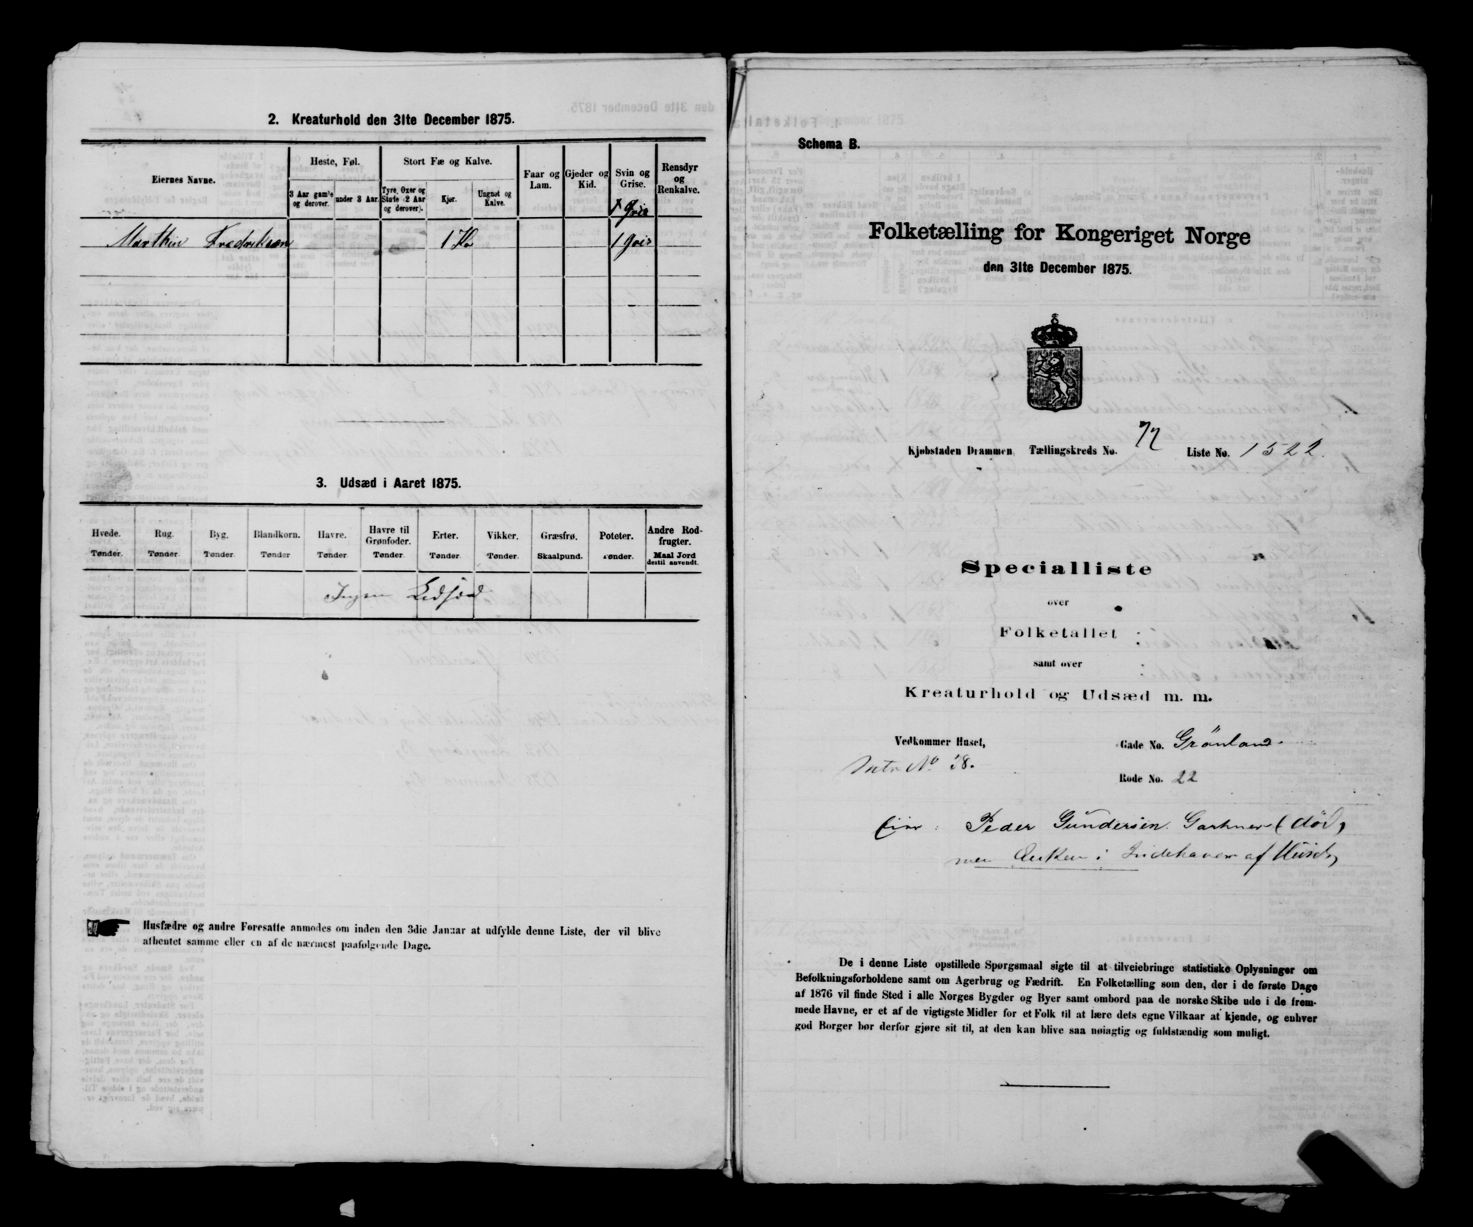 2. Kreaturhold den 31te December 1875.
Eiernes Navne.
Heste, Føl.
3 Aar gamle og derover.
under 3 Aar.
Stort Fæ og Kalve.
Tyre, Oxer og Stude (2 Aar og derover).
Kjør.
Ungnøt og Kalve.
Faar og Lam.
Gjeder og Kid.
Svin og Grise.
Rensdyr og Renkalve.
Marthin Fredriksen 1 Ko 1 Gris
3. Udsæd i Aaret 1875.
Hvede. Rug. Byg. Blandkorn. Havre. Havre til Grønfoder. Erter. Vikker. Græsfrø. Poteter. Andre Rodfrugter.
Tønder. Tønder. Tønder. Tønder Tønder. Tønder. Tønder. Tønder. Skaalpund. Tønder. Maal Jord dertil anvendt.
Ingen Udsæd
Husfædre og andre Foresatte anmodes om inden den 3die Januar at udfylde denne Liste, der vil blive
afhentet samme eller en af de nærmest paafølgende Dage.
Schema B.
Folketælling for Kongeriget Norge
den 31te December 1875.
Kjøbstaden Drammen. Tællingskreds No. Liste No. 1522.
Specialliste
over
Folketallet
samt over
Kreaturhold og Udsæd m. m.
Vedkommer Huset, Gade No. Grönland
Matr No 28. Rode No. 22
Eier: Peder Gundersen Gartner (död,
men Enken i Indehaver af Huset)
De i denne Liste opstillede Spørgsmaal sigte til at tilveiebringe statistiske Oplysninger om
Befolkningsforholdene samt om Agerbrug og Fædrift. En Folketælling som den, der i de første Dage
af 1876 vil finde Sted i alle Norges Bygder og Byer samt ombord paa de norske Skibe ude i de frem-
mede Havne, er et af de vigtigste Midler for et Folk til at lære dets egne Vilkaar at kjende, og enhver
god Borger bør derfor gjøre sit til, at den kan blive saa nøiagtig og fuldstændig som muligt.